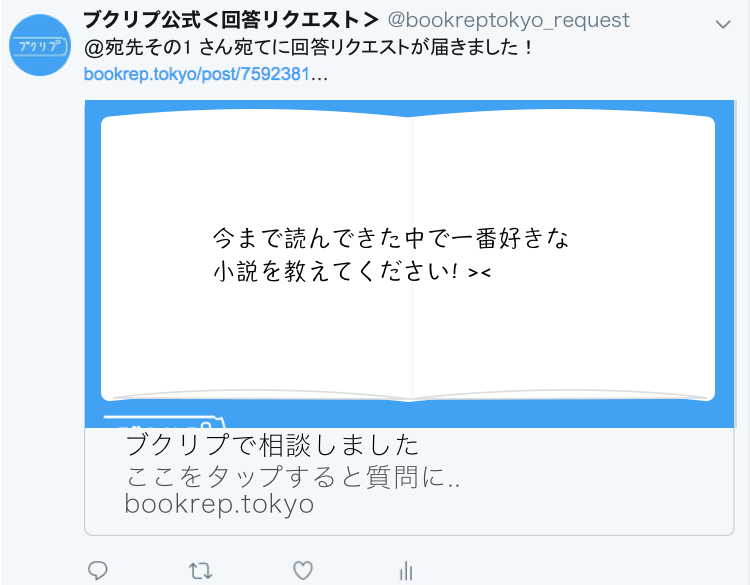 ブクリプ公式＜回答リクエスト＞ @bookreptokyo_request
ブクリプ
@宛先その1 さん宛てに回答リクエストが届きました！
bookrep.tokyo/post/7592381…
今まで読んできた中で一番好きな
小説を教えてください! ><
ブクリプで相談しました
ここをタップすると質問に..
bookrep.tokyo